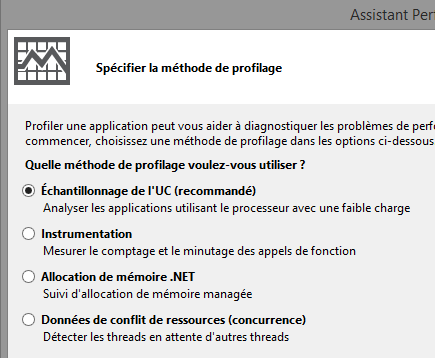 Assistant Per
Spécifier la méthode de profilage
Profiler une application peut vous aider à diagnostiquer les problèmes de perfo
commencer, choisissez une méthode de profilage dans les options ci-dessous
Quelle méthode de profilage voulez-vous utiliser ?
Échantillonnage de l'UC (recommandé)
Analyser les applications utilisant le processeur avec une faible charge
Instrumentation
Mesurer le comptage et le minutage des appels de fonction
Allocation de mémoire .NET
Suivi d'allocation de mémoire managée
Données de conflit de ressources (concurrence)
Détecter les threads en attente d'autres threads